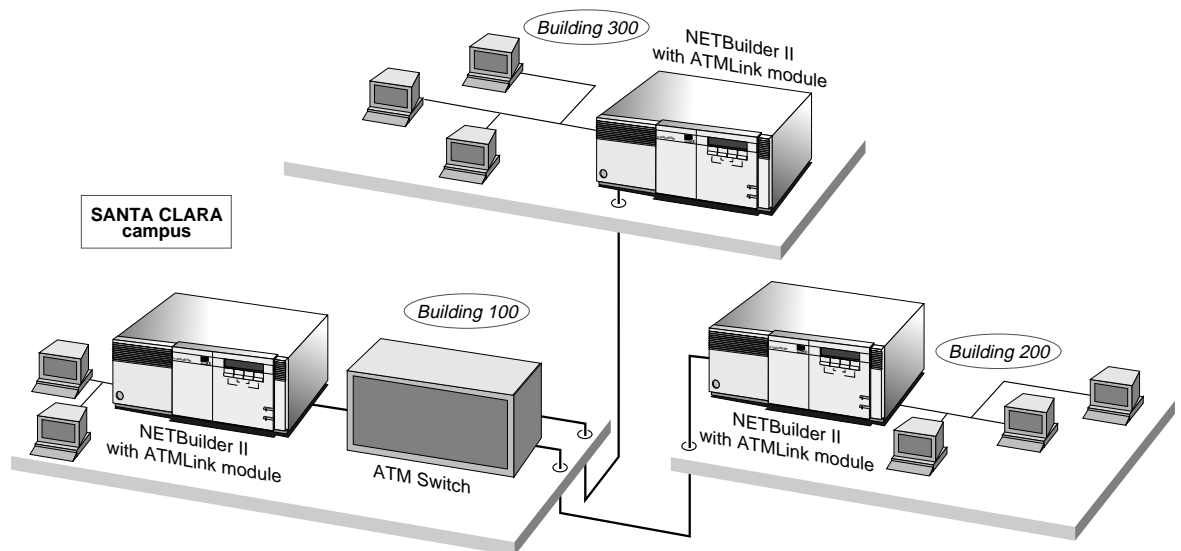 Building 300
NETBuilder II
with ATMLink module
SANTA CLARA
campus
Building 100
Building 200
NETBuilder II
with ATMLink module
ATM Switch
NETBuilder II
with ATMLink module